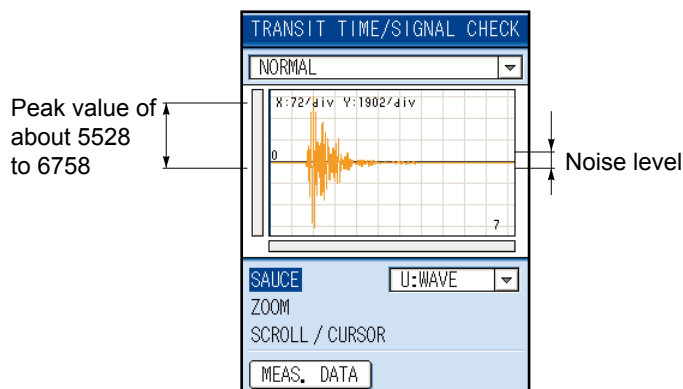 TRANSIT TIME/SIGNAL CHECK
NORMAL
X:72/div Y:1902/div
Peak value of
about 5528
to 6758
0
Noise level
7
SAUCE U:WAVE
ZOOM
SCROLL / CURSOR
MEAS. DATA